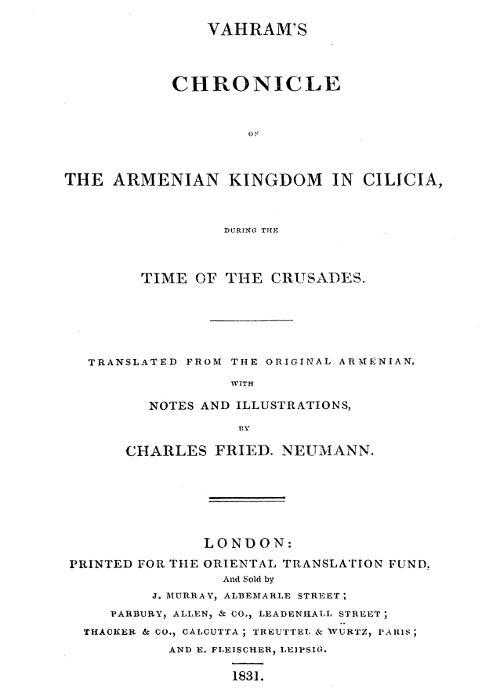 VAHRAM'S
CHRONICLE
OF
THE ARMENIAN KINGDOM IN CILICIA,
DURING THE
TIME OF THE CRUSADES.
TRANSLATED FROM THE ORIGINAL ARMENIAN,
WITH
NOTES AND ILLUSTRATIONS,
BY
CHARLES FRIED. NEUMANN.
LONDON:
PRINTED FOR THE ORIENTAL TRANSLATION FUND,
And Sold by
J. MURRAY, ALBEMARLE STREET;
PARBURY, ALLEN, & CO., LEADENHALL STREET;
THACKER & CO., CALCUTTA; TREUTTEL & WÜRTZ, PARIS;
AND E. FLEISCHER, LEIPSIG.
1831.